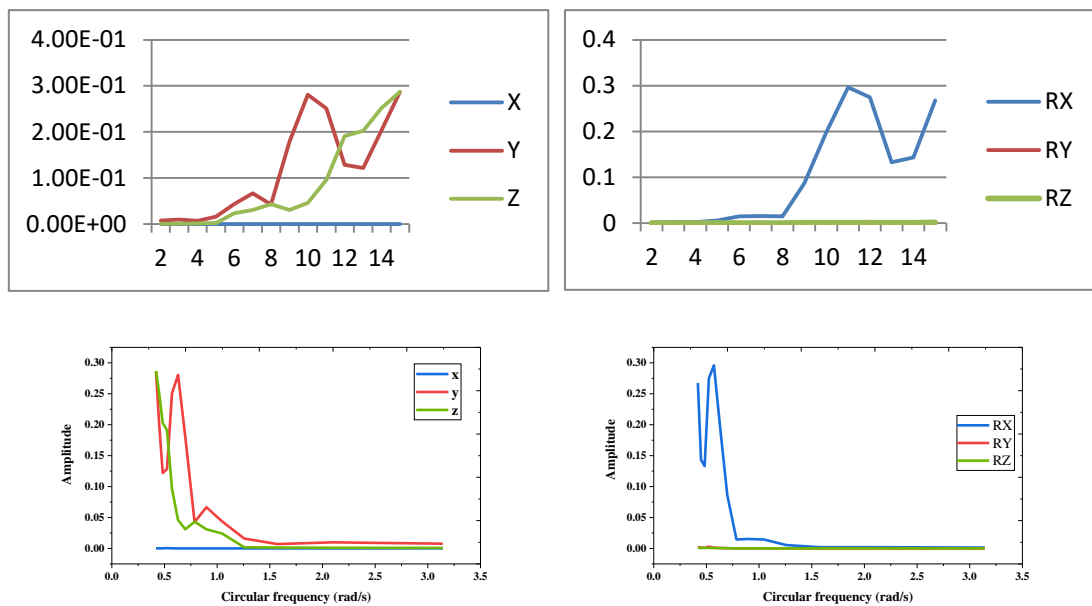 4.00E-01
3.00E-01
2.00E-01
1.00E-01
0.00E+00
2 4 6 8 10 12 14
X
Y
Z
0.4
0.3
0.2
0.1
0
2 4 6 8 10 12 14
RX
RY
RZ
0.30
0.25
0.20
0.15
0.10
0.05
0.00
Amplitude
0.0 0.5 1.0 1.5 2.0 2.5 3.0 3.5
Circular frequency (rad/s)
x
y
z
0.30
0.25
0.20
0.15
0.10
0.05
0.00
Amplitude
0.0 0.5 1.0 1.5 2.0 2.5 3.0 3.5
Circular frequency (rad/s)
RX
RY
RZ